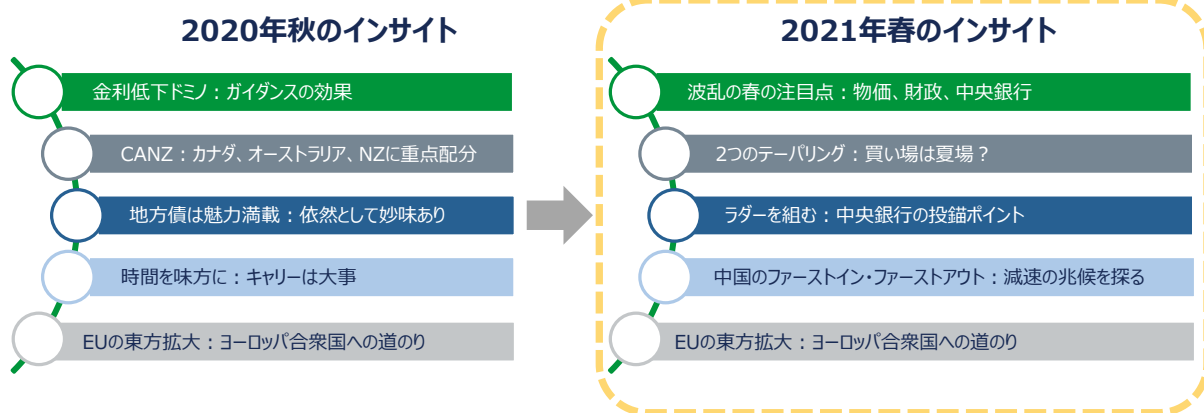 2020年秋のインサイト
金利低下ドミノ：ガイダンスの効果
CANZ：カナダ、オーストラリア、NZに重点配分
地方債は魅力満載：依然として妙味あり
時間を味方に：キャリーは大事
EUの東方拡大：ヨーロッパ合衆国への道のり
2021年春のインサイト
波乱の春の注目点：物価、財政、中央銀行
2つのテーパリング：買い場は夏場？
ラダーを組む：中央銀行の投錨ポイント
中国のファーストイン・ファーストアウト：減速の兆候を探る
EUの東方拡大：ヨーロッパ合衆国への道のり